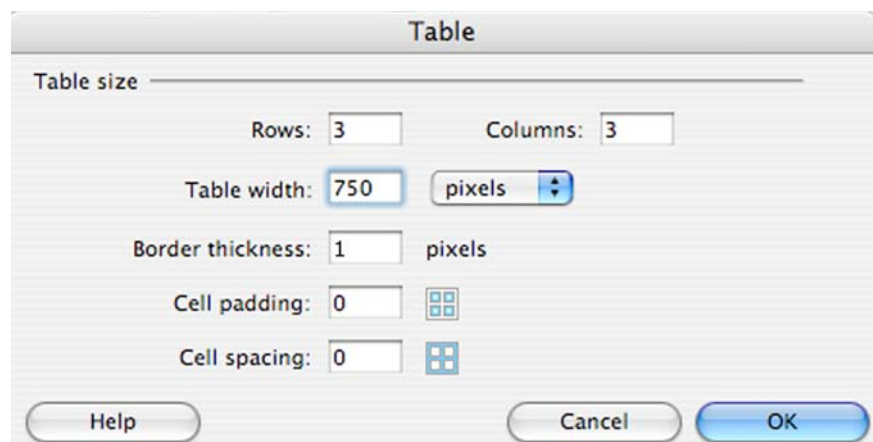 Table
Table size
Rows: 3 Columns: 3
Table width: 750 pixels
Border thickness: 1 pixels
Cell padding: 0
Cell spacing: 0
Help Cancel OK